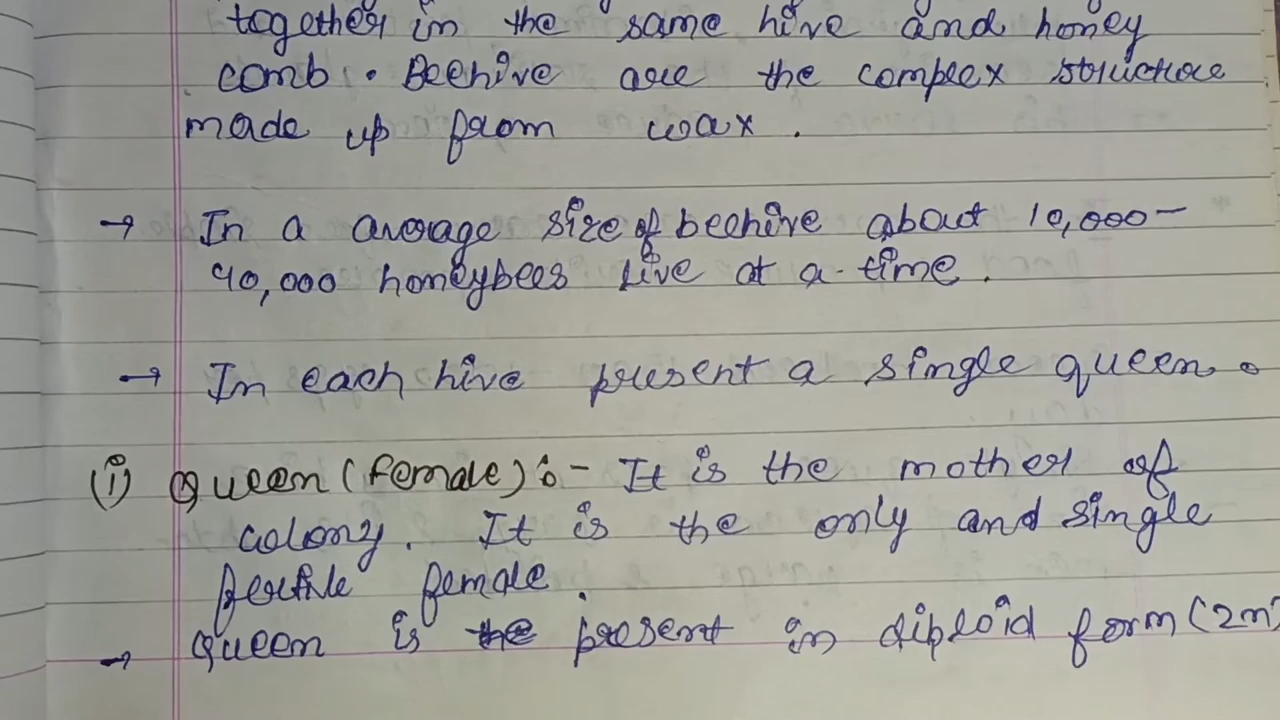 together in the same hive and honey
comb. Beehive are the complex structure
made up from wax.
→ In a average size of beehive about 10,000-
40,000 honeybees live at a time.
→ In each hive present a single queen.
(i) Queen (female):- It is the mother of
colony. It is the only and single
fertile female.
→ Queen is the present in diploid form (2n)